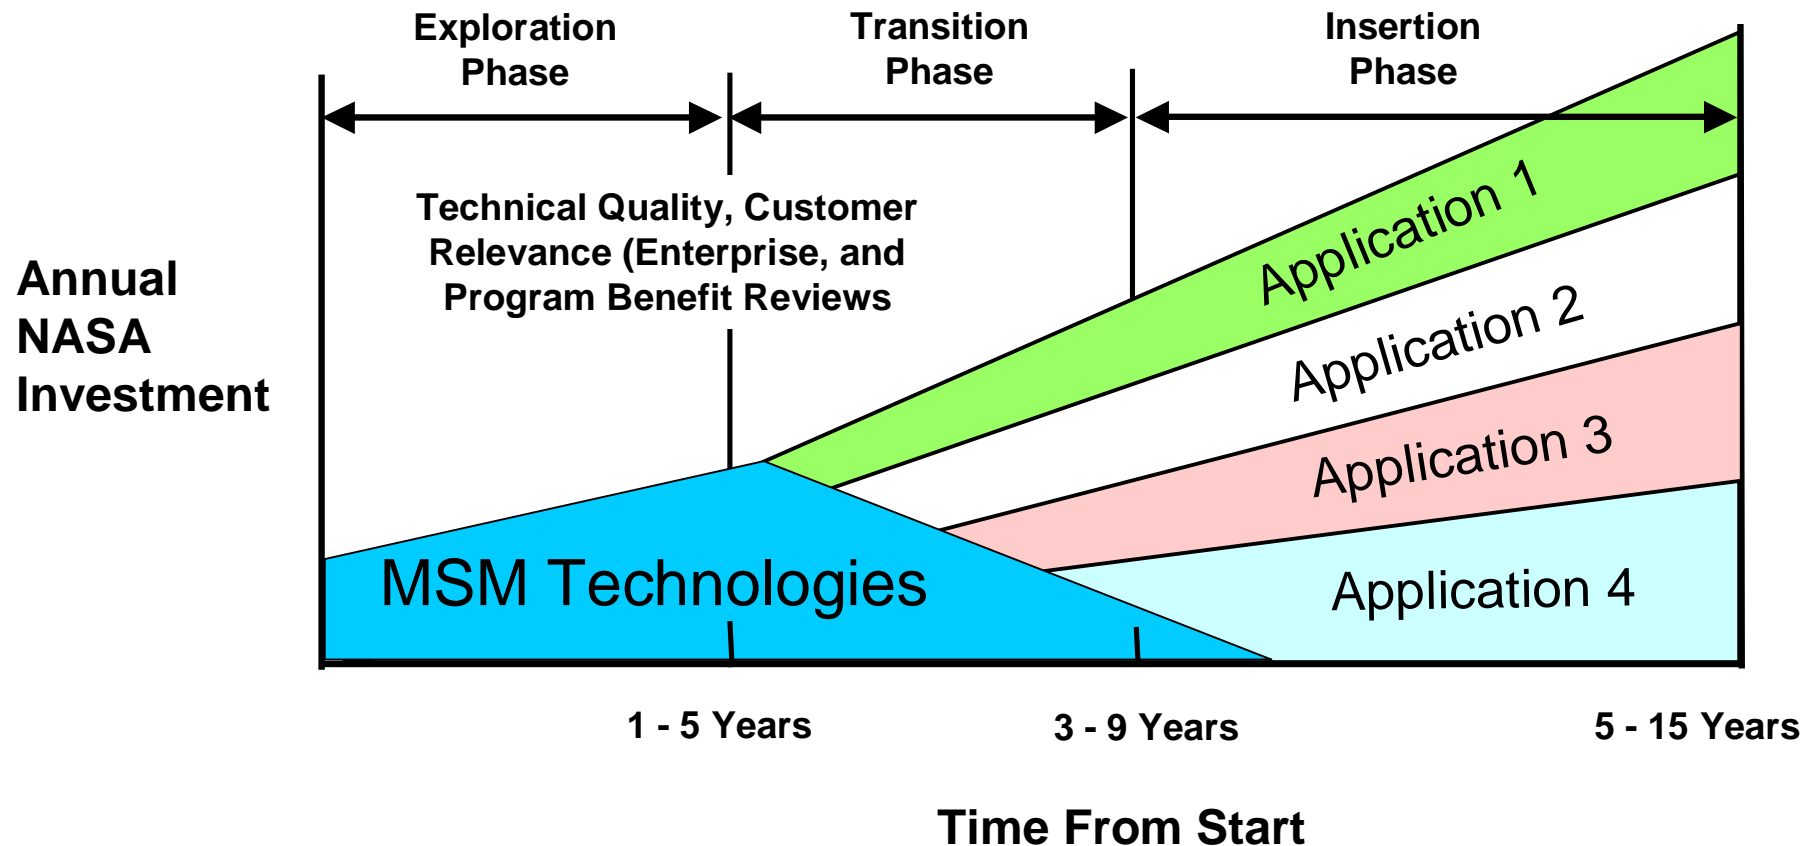 Exploration
Phase
Transition
Phase
Insertion
Phase
Technical Quality, Customer
Relevance (Enterprise, and
Program Benefit Reviews
Annual
NASA
Investment
Application 1
Application 2
Application 3
Application 4
MSM Technologies
1 - 5 Years
3 - 9 Years
5 - 15 Years
Time From Start